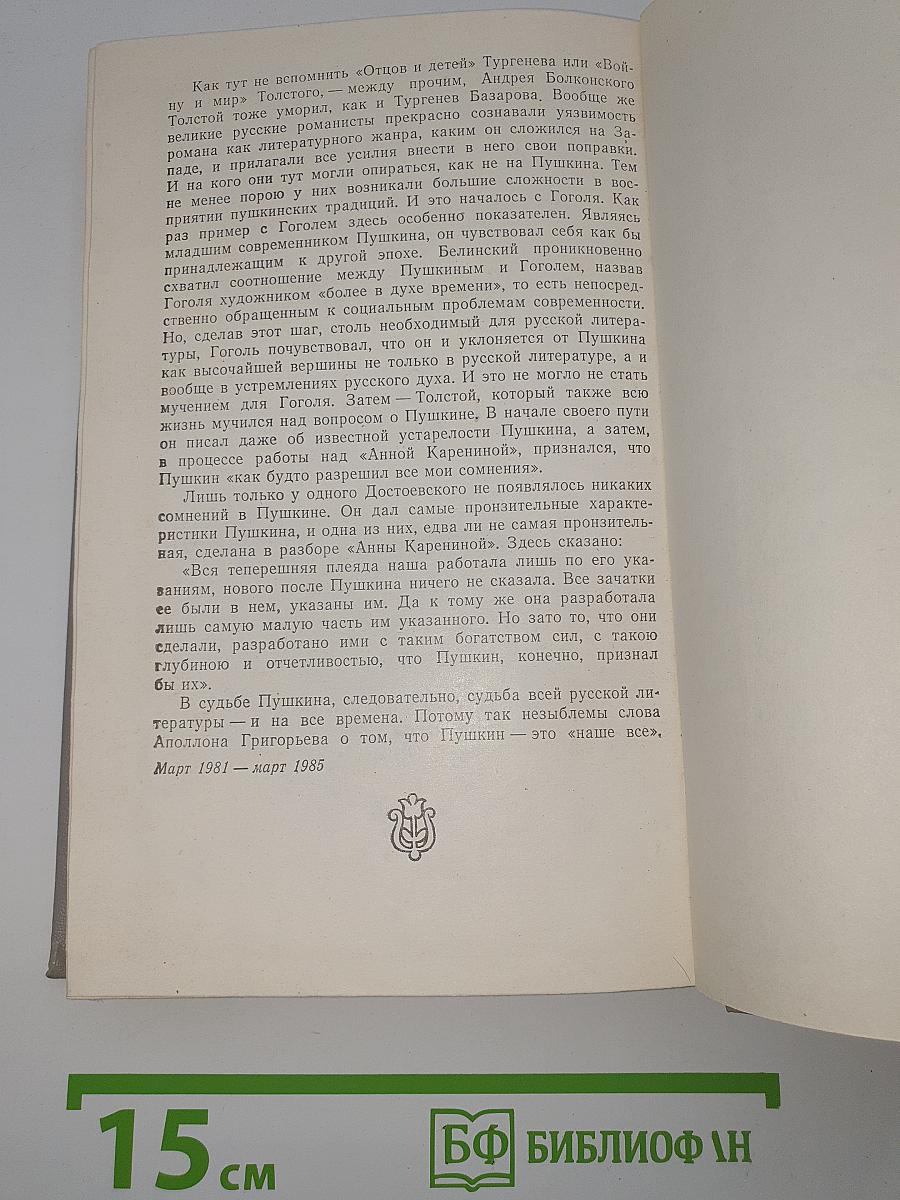 Как тут не вспомнить «Отцов и детей» Тургенева или «Вой-
ну и мир» Толстого, — между прочим, Андрея Болконского
Толстой тоже уморил, как и Тургенев Базарова. Вообще же
великие русские романисты прекрасно сознавали уязвимость
романа как литературного жанра, каким он сложился на За-
паде, и прилагали все усилия внести в него свои поправки.
И на кого они тут могли опираться, как не на Пушкина. Тем
не менее порою у них возникали большие сложности в вос-
приятии пушкинских традиций. И это началось с Гоголя. Как
раз пример с Гоголем здесь особенно показателен. Являясь
младшим современником Пушкина, он чувствовал себя как бы
принадлежащим к другой эпохе. Белинский проникновенно
схватил соотношение между Пушкиным и Гоголем, назвав
Гоголя художником «более в духе времени», то есть непосред-
ственно обращенным к социальным проблемам современности.
Но, сделав этот шаг, столь необходимый для русской литера-
туры, Гоголь почувствовал, что он и уклоняется от Пушкина
как высочайшей вершины не только в русской литературе, а и
вообще в устремлениях русского духа. И это не могло не стать
мучением для Гоголя. Затем — Толстой, который также всю
жизнь мучился над вопросом о Пушкине. В начале своего пути
он писал даже об известной устарелости Пушкина, а затем,
в процессе работы над «Анной Карениной», признался, что
Пушкин «как будто разрешил все мои сомнения».
Лишь только у одного Достоевского не появлялось никаких
сомнений в Пушкине. Он дал самые пронзительные характе-
ристики Пушкина, и одна из них, едва ли не самая пронзитель-
ная, сделана в разборе «Анны Карениной». Здесь сказано:
«Вся теперешняя плеяда наша работала лишь по его ука-
заниям, нового после Пушкина ничего не сказала. Все зачатки
ее были в нем, указаны им. Да к тому же она разработала
лишь самую малую часть им указанного. Но зато то, что они
сделали, разработано ими с таким богатством сил, с такою
глубиною и отчетливостью, что Пушкин, конечно, признал
бы их».
В судьбе Пушкина, следовательно, судьба всей русской ли-
тературы — и на все времена. Потому так незыблемы слова
Аполлона Григорьева о том, что Пушкин — это «наше все».
Март 1981 — март 1985
15 см
БФ БИБЛИОФАН